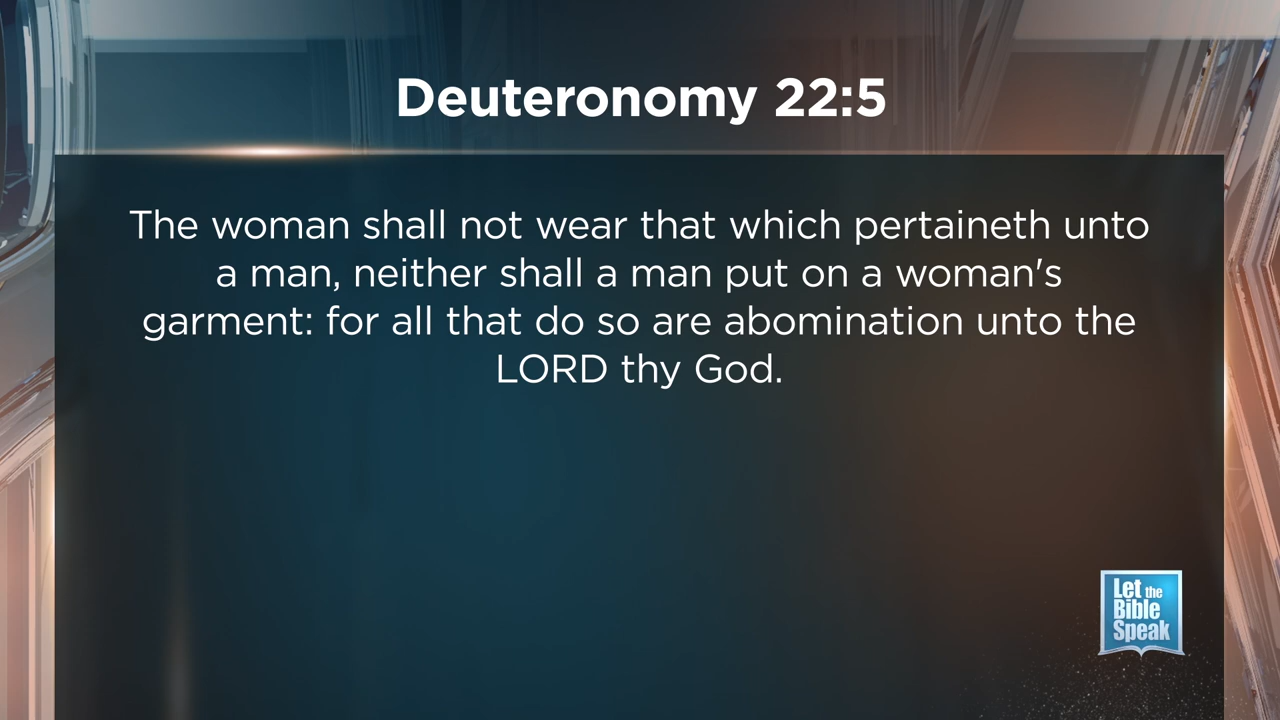 Deuteronomy 22:5
The woman shall not wear that which pertaineth unto
a man, neither shall a man put on a woman's
garment: for all that do so are abomination unto the
LORD thy God.
Let the
Bible
Speak